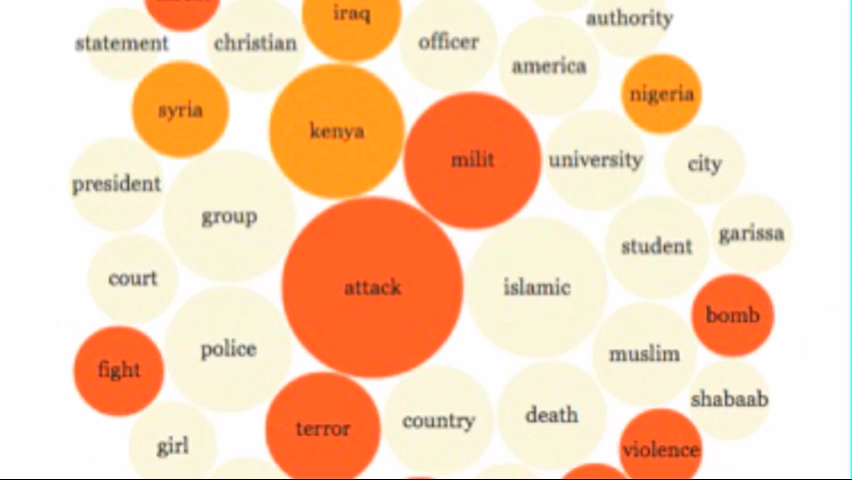 iraq
authority
statement
christian
officer
america
syria
nigeria
kenya
milit
university
city
president
group
garissa
student
court
attack
islamic
bomb
police
muslim
fight
shabaab
country
death
terror
girl
violence